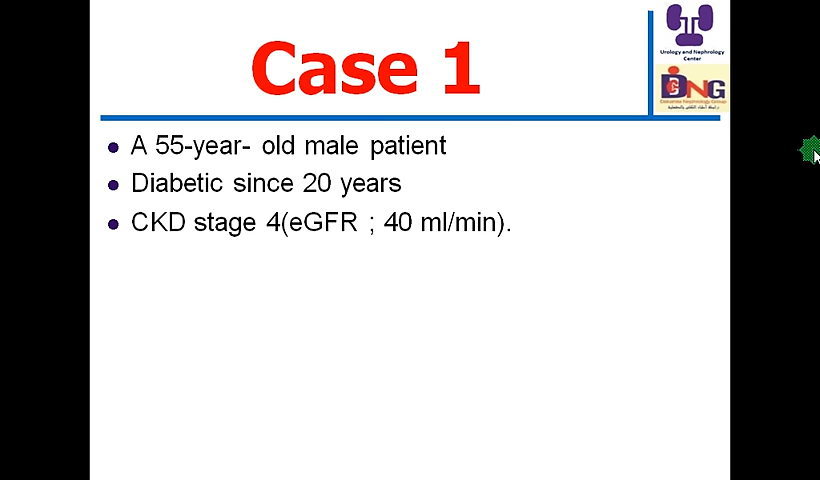 Case 1
Urology and Nephrology
Center
DNG
Dakahlia Nephrology Group
A 55-year- old male patient
Diabetic since 20 years
CKD stage 4(eGFR ; 40 ml/min).